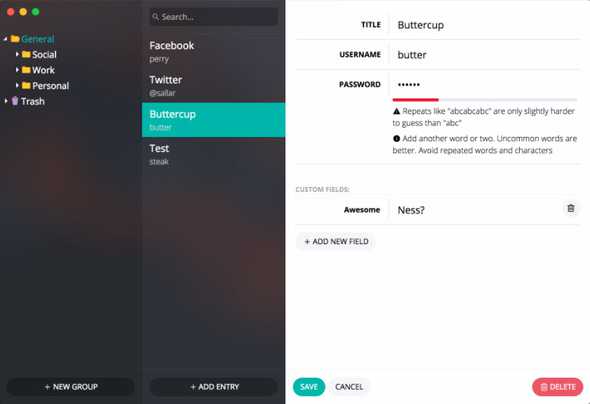 General
Social
Work
Personal
Trash
+ NEW GROUP
Search...
Facebook
perry
Twitter
@sallar
Buttercup
butter
Test
steak
+ ADD ENTRY
TITLE Buttercup
USERNAME butter
PASSWORD ••••••
Repeats like "abcabcabc" are only slightly harder
to guess than "abc"
Add another word or two. Uncommon words are
better. Avoid repeated words and characters
CUSTOM FIELDS:
Awesome Ness?
+ ADD NEW FIELD
SAVE CANCEL DELETE